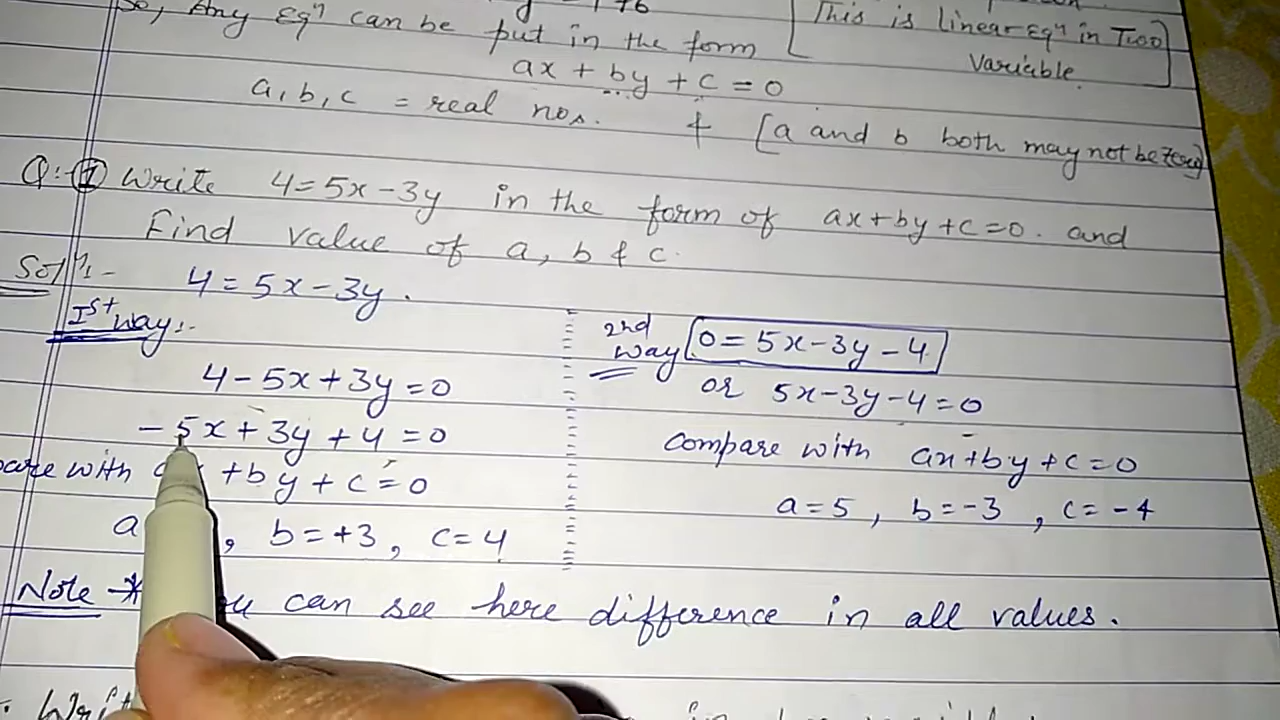 So, Any Eqn can be put in the form
This is linear Eqn in Two
Variable.
ax + by + c = 0
a, b, c = real nos. & [a and b both may not be zero]
Q:- (1) Write 4=5x-3y in the form of ax+by+c=0. and
Find value of a, b & c.
Soln:- 4=5x-3y.
Ist way:-
4-5x+3y=0
-5x+3y+4=0
with +by+c=0
a , b=+3, c=4
2nd way 0=5x-3y-4
or 5x-3y-4=0
Compare with ax+by+c=0
a=5, b=-3, c=-4
Note → can see here difference in all values.